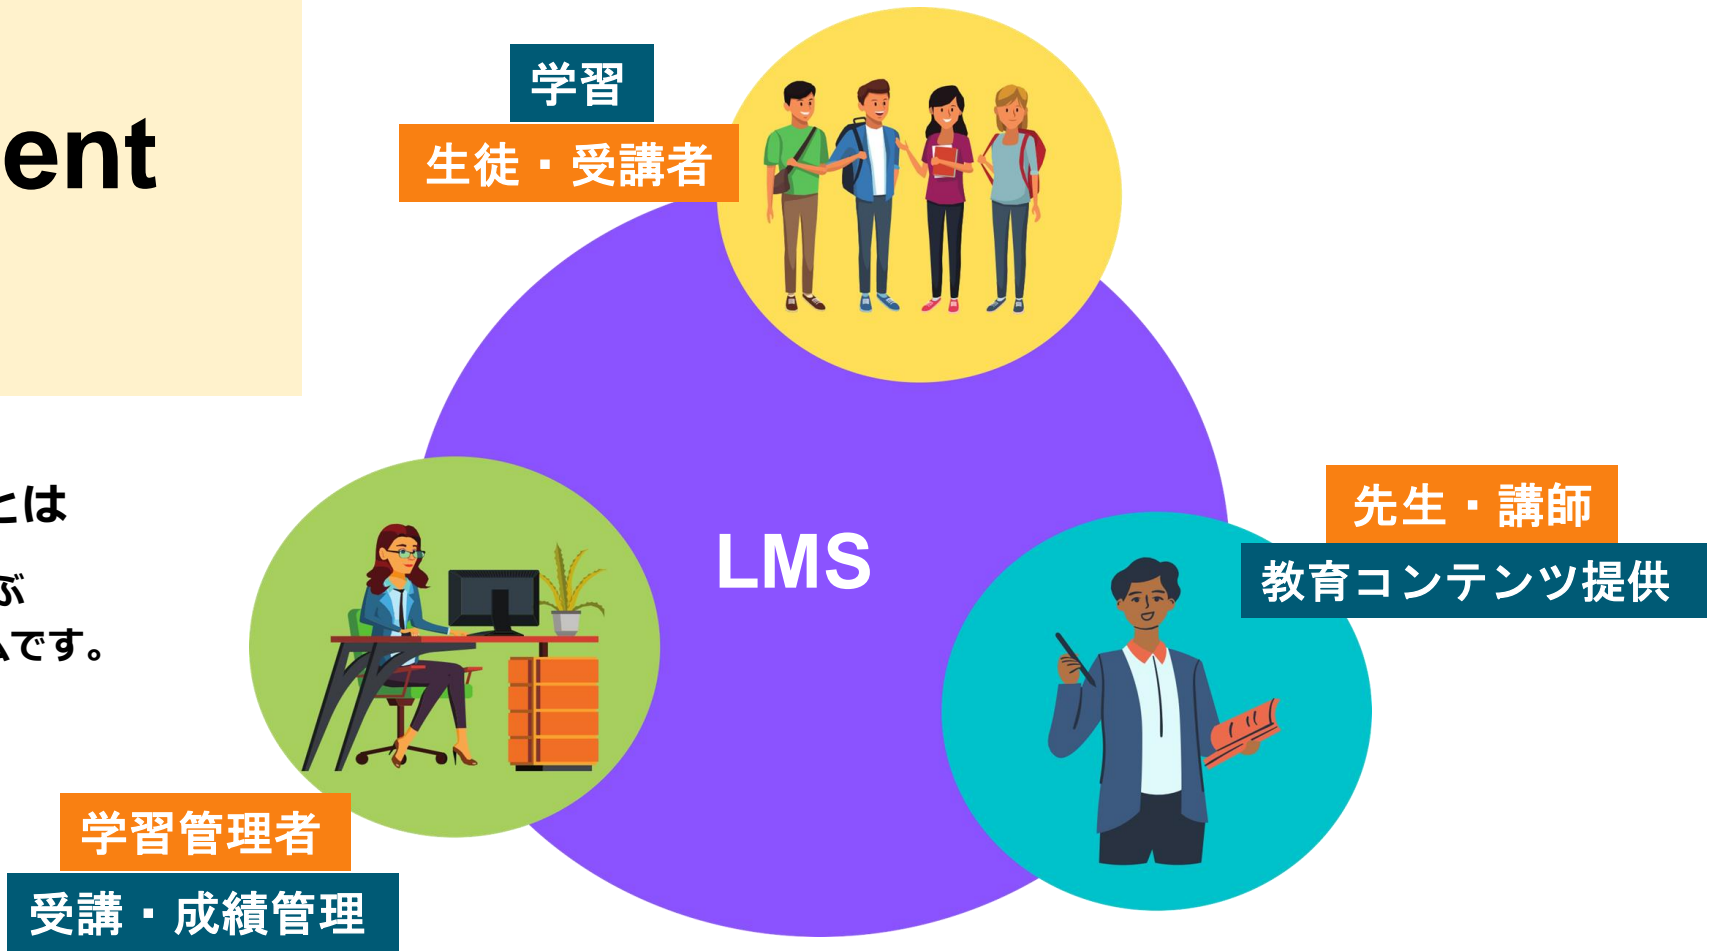 ent
とは
ぶ
ムです。
学習
生徒・受講者
LMS
先生・講師
教育コンテンツ提供
学習管理者
受講・成績管理